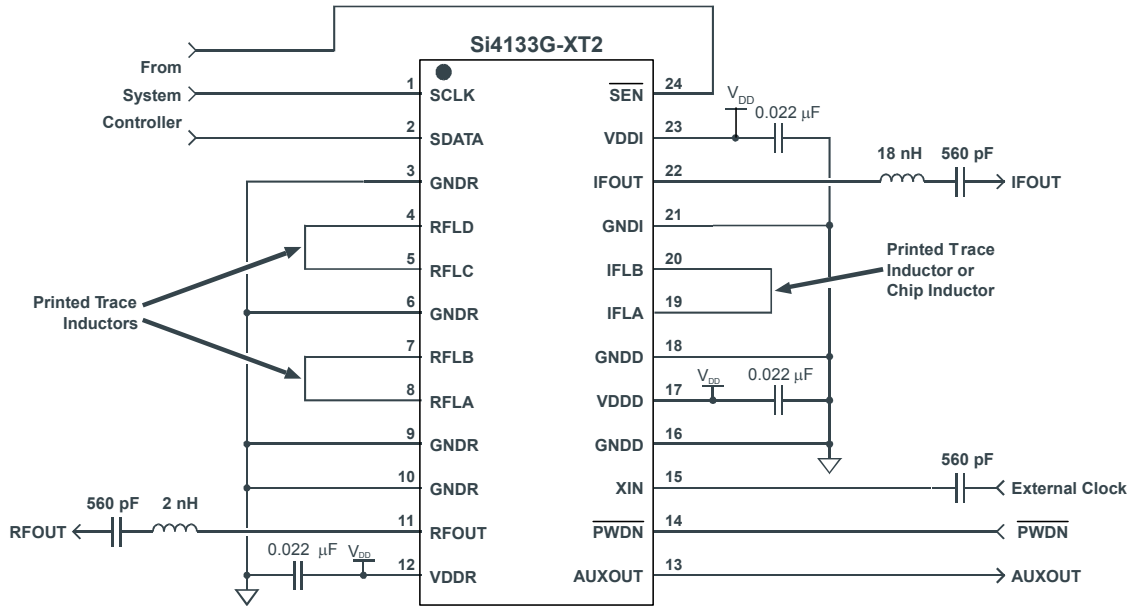 Si4133G-XT2
From
System
Controller
1 SCLK
2 SDATA
3 GNDR
4 RFLD
5 RFLC
6 GNDR
7 RFLB
8 RFLA
9 GNDR
10 GNDR
11 RFOUT
12 VDDR
Printed Trace
Inductors
560 pF
2 nH
RFOUT
0.022 μF
VDD
SEN 24
VDDI 23
IFOUT 22
GNDI 21
IFLB 20
IFLA 19
GNDD 18
VDDD 17
GNDD 16
XIN 15
PWDN 14
AUXOUT 13
VDD
0.022 μF
18 nH
560 pF
IFOUT
Printed Trace
Inductor or
Chip Inductor
VDD
0.022 μF
560 pF
External Clock
PWDN
AUXOUT